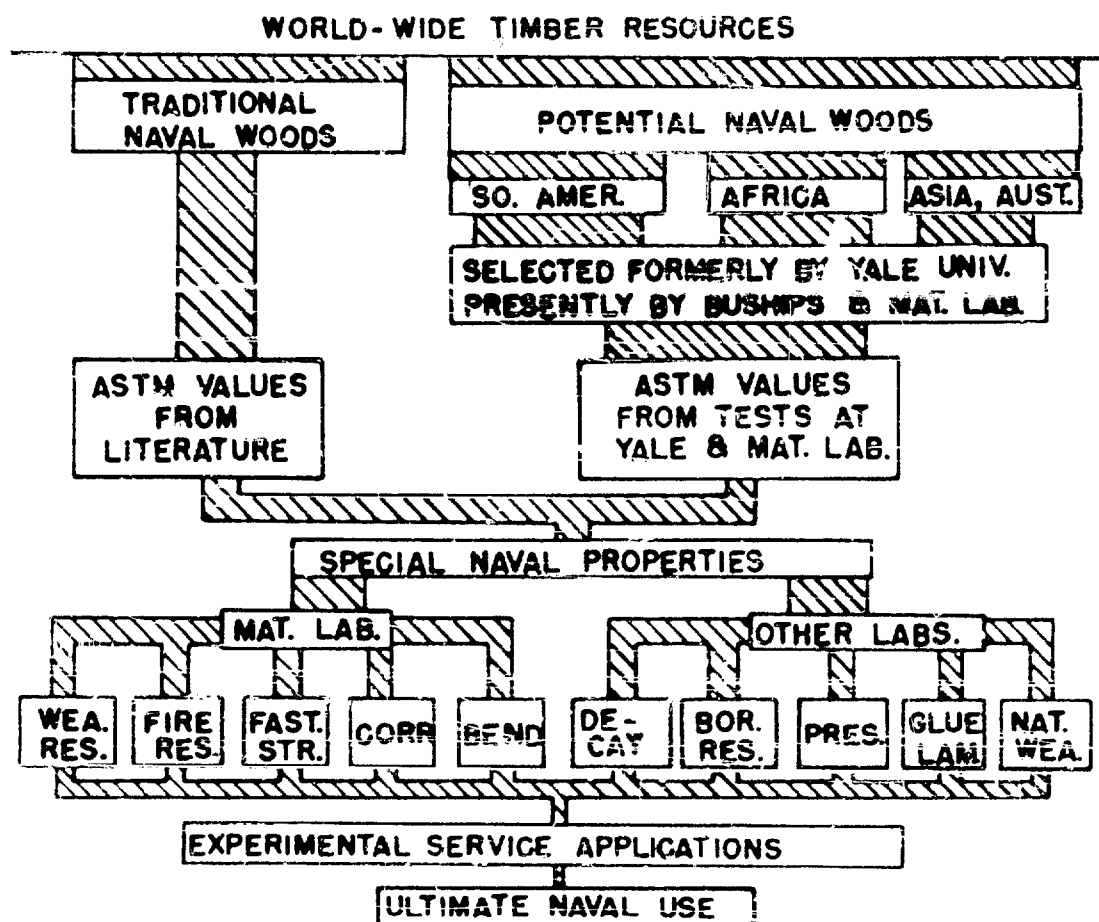 WORLD-WIDE TIMBER RESOURCES
TRADITIONAL
NAVAL WOODS
POTENTIAL NAVAL WOODS
SO. AMER.
AFRICA
ASIA, AUST.
SELECTED FORMERLY BY YALE UNIV.
PRESENTLY BY BUSHIPS & MAT. LAB.
ASTM VALUES
FROM
LITERATURE
ASTM VALUES
FROM TESTS AT
YALE & MAT. LAB.
SPECIAL NAVAL PROPERTIES
MAT. LAB.
OTHER LABS.
WEA.
RES.
FIRE
RES.
FAST.
STR.
CORR
BEND
DE-
CAY
BOR.
RES.
PRES.
GLUE
LAM.
NAT.
WEA.
EXPERIMENTAL SERVICE APPLICATIONS
ULTIMATE NAVAL USE